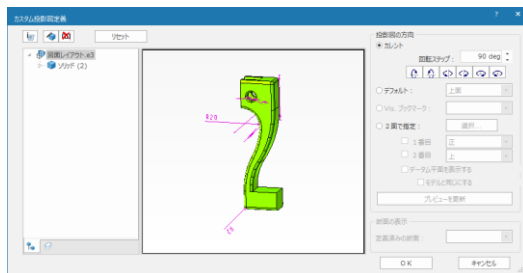 カスタム投影図定義
リセット
図面レイアウト.e3
ソリッド (2)
R20
投影図の方向
カレント
回転ステップ： 90 deg
デフォルト： 上面
Vis. ブックマーク：
2 面で指定： 選択...
1 番目 正
2 番目 上
データム平面を表示する
モデルと同じにする
プレビューを更新
断面の表示
定義済みの断面：
OK キャンセル